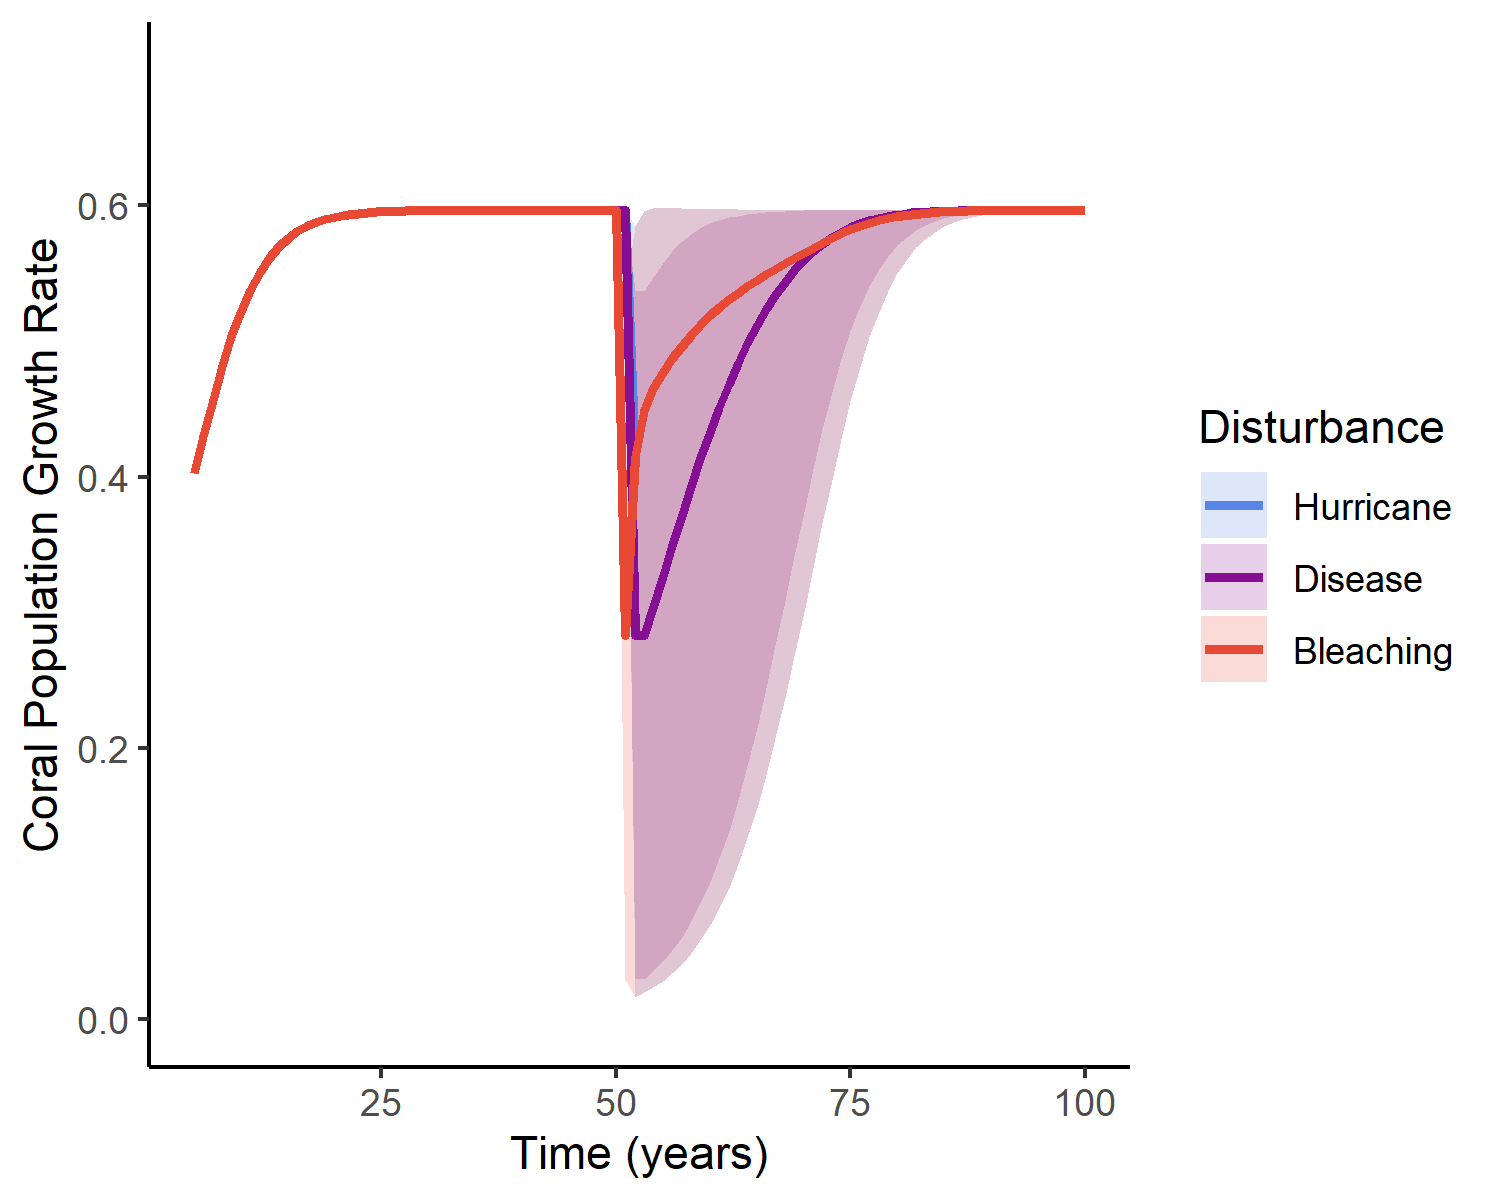 Coral Population Growth Rate
0.6
0.4
0.2
0.0
25
50
75
100
Time (years)
Disturbance
Hurricane
Disease
Bleaching